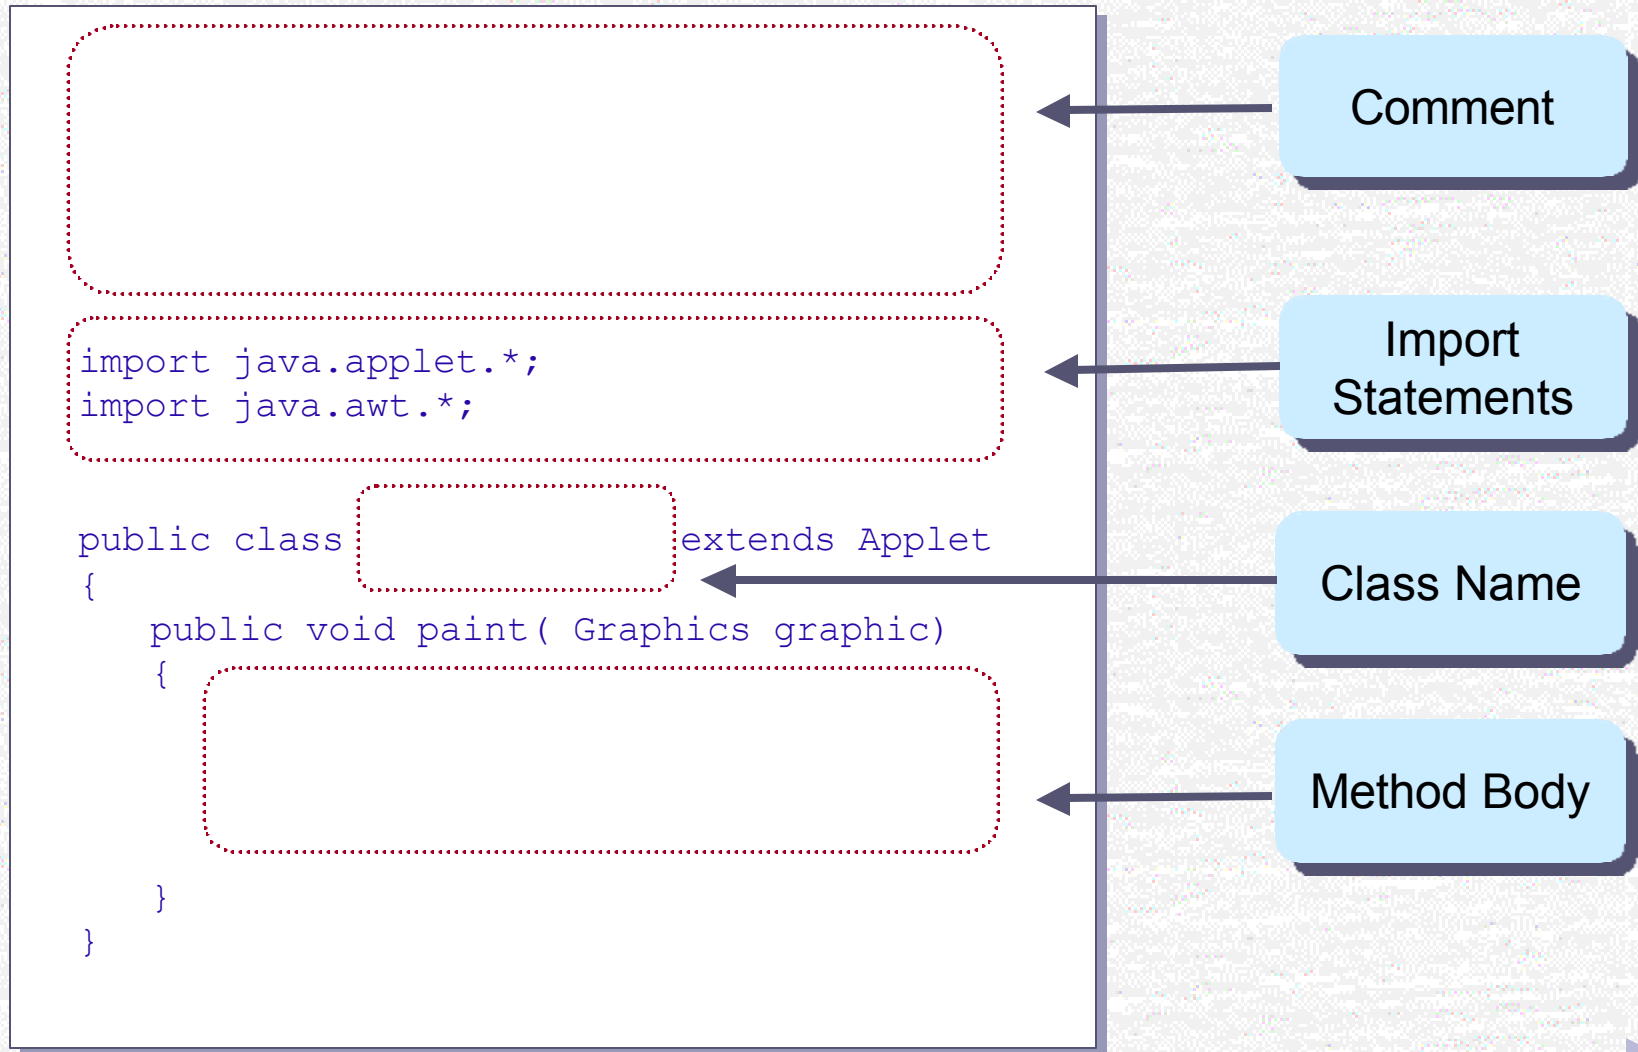 Comment
import java.applet.*;
import java.awt.*;
Import
Statements
public class extends Applet
{
Class Name
public void paint( Graphics graphic)
{
Method Body
}
}